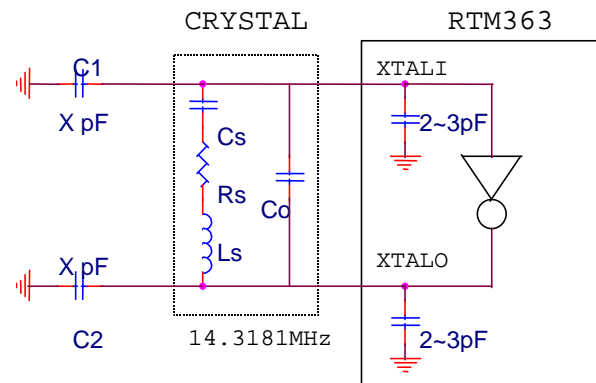 CRYSTAL
RTM363
C1
X pF
XTALI
2~3pF
Cs
Rs
Co
Ls
X pF
C2
XTALO
2~3pF
14.3181MHz